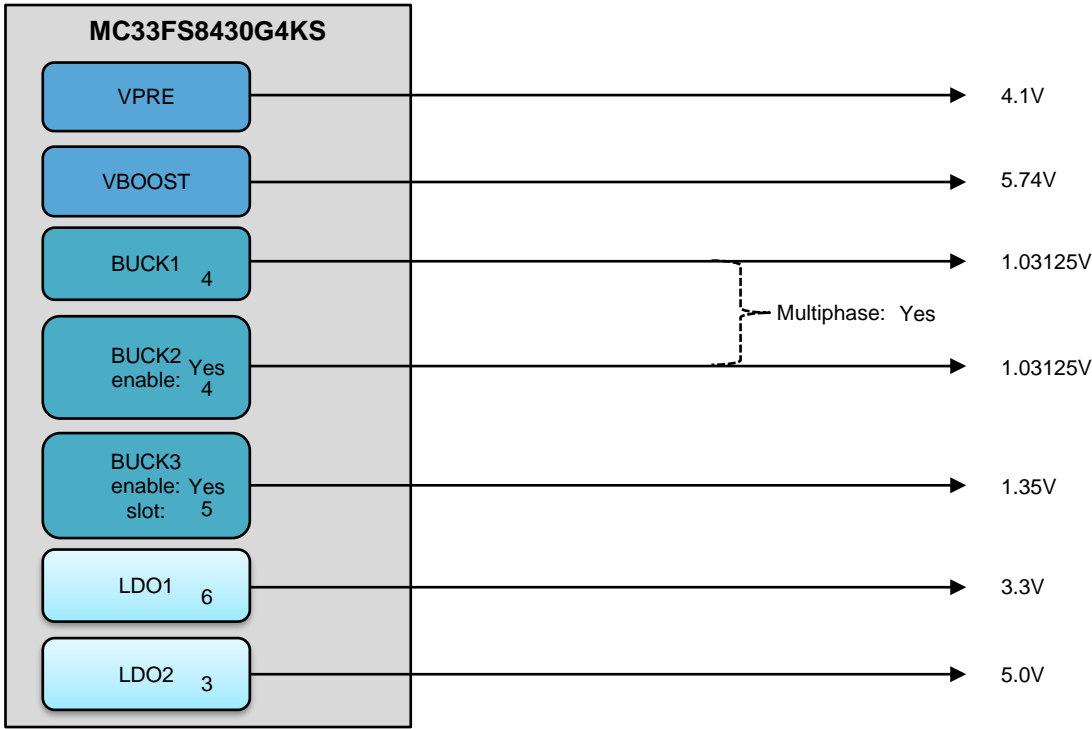 MC33FS8430G4KS
VPRE
4.1V
VBOOST
5.74V
BUCK1
4
1.03125V
Multiphase: Yes
BUCK2
enable: Yes
4
1.03125V
BUCK3
enable: Yes
slot: 5
1.35V
LDO1 6
3.3V
LDO2 3
5.0V